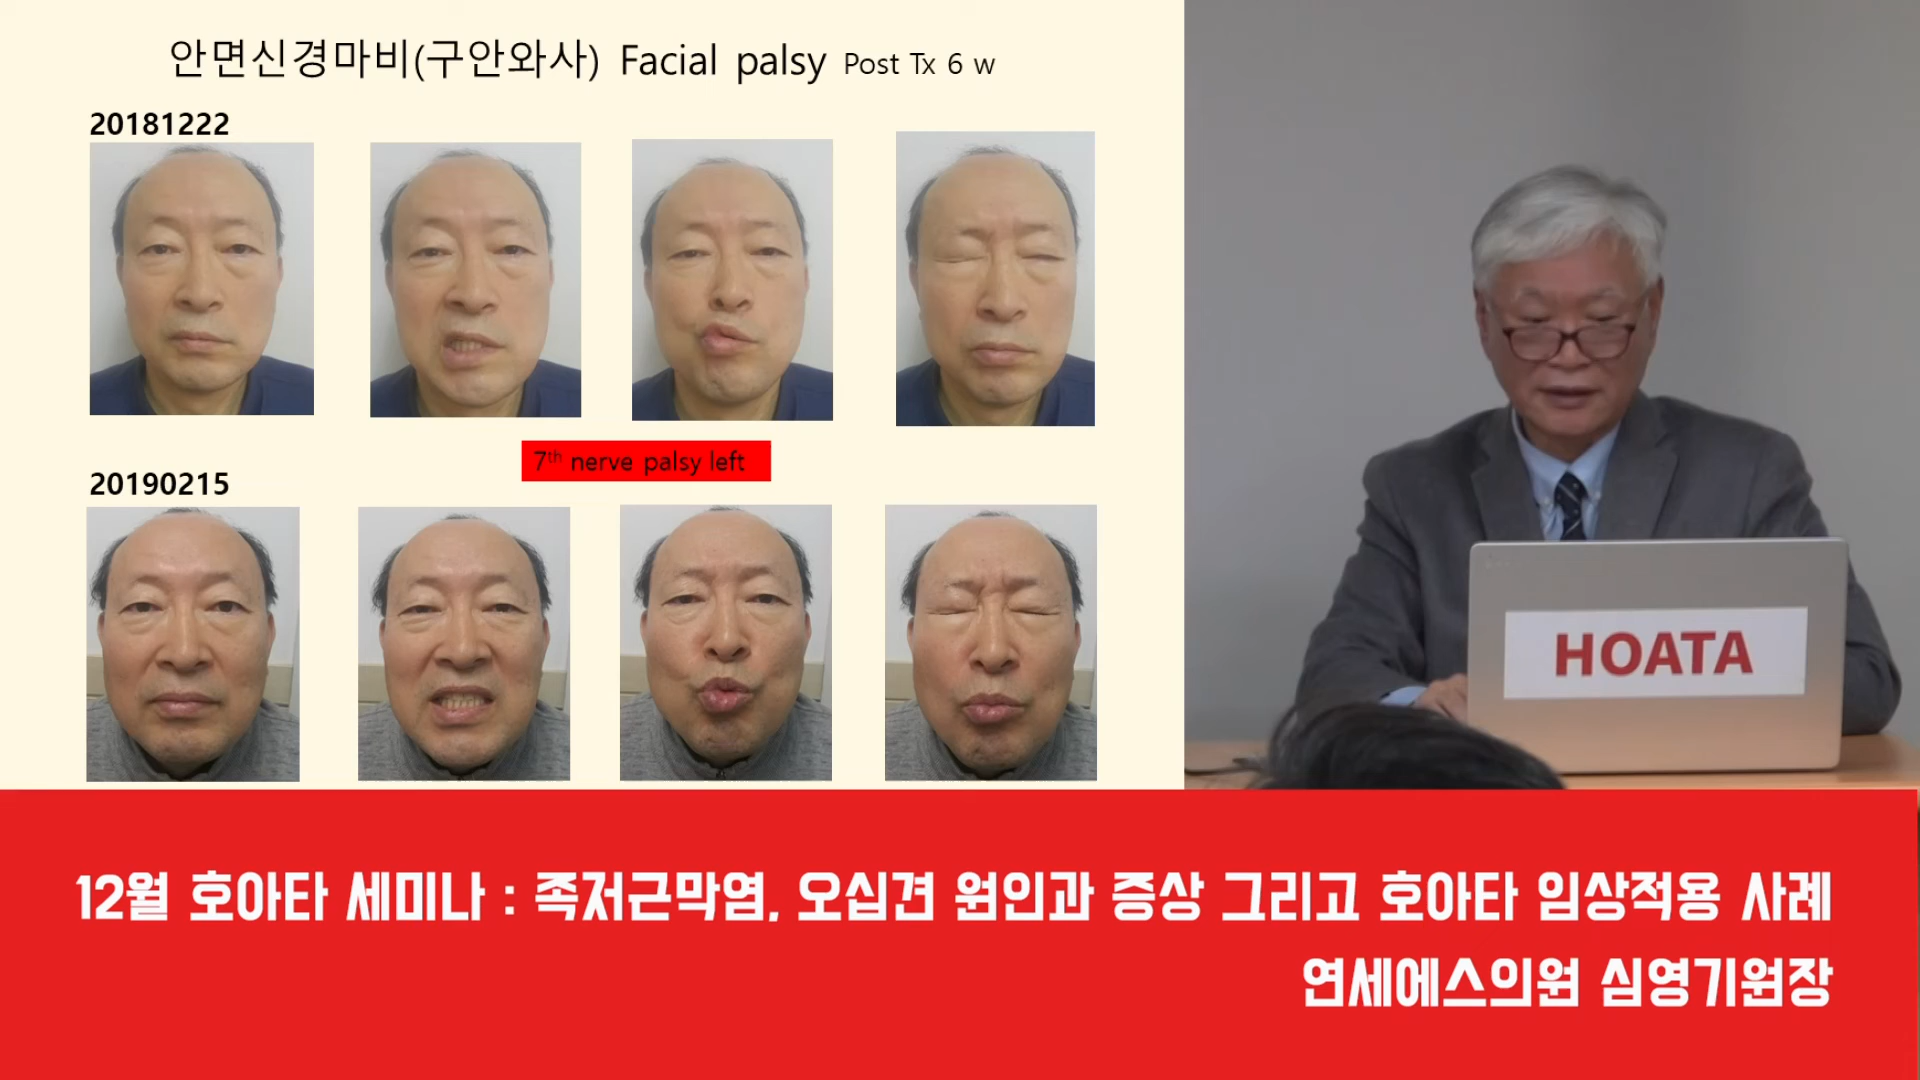 안면신경마비(구안와사) Facial palsy Post Tx 6 w
20181222
7th nerve palsy left
20190215
HOATA
12월 호아타 세미나 : 족저근막염, 오십견 원인과 증상 그리고 호아타 임상적용 사례
연세에스의원 심영기원장